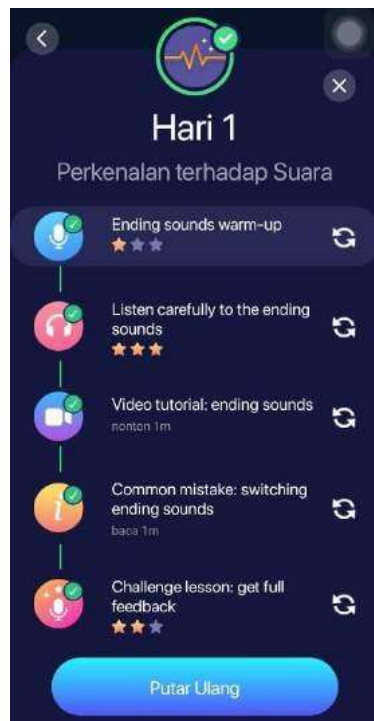 Hari 1
Perkenalan terhadap Suara
Ending sounds warm-up
Listen carefully to the ending
sounds
Video tutorial: ending sounds
nonton 1m
Common mistake: switching
ending sounds
baca 1m
Challenge lesson: get full
feedback
Putar Ulang